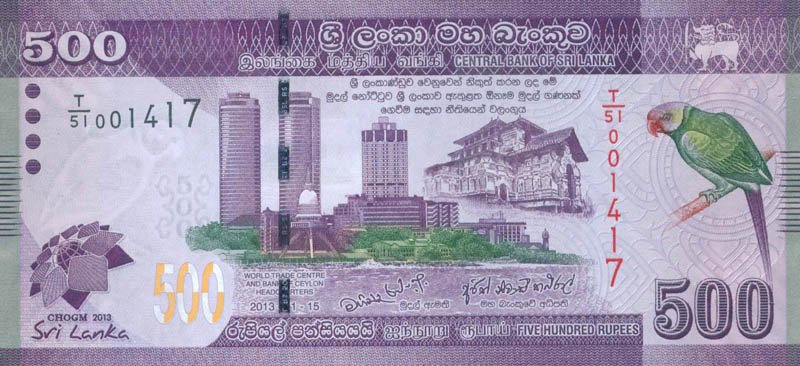 500
ශ්‍රී ලංකා මහ බැංකුව
இலங்கை மத்திய வங்கி CENTRAL BANK OF SRI LANKA
ශ්‍රී ලංකාණ්ඩුව වෙනුවෙන් නිකුත් කරන ලද මේ
මුදල් නෝට්ටුව ශ්‍රී ලංකාව ඇතුළත ඕනෑම මුදල් ගණනක්
ගෙවීම සඳහා නීතියෙන් වලංගුය
T/51 001417
T/51 001417
WORLD TRADE CENTRE
AND BANK OF CEYLON
HEADQUARTERS
2013-11-15
මුදල් ඇමති
මහ බැංකුවේ අධිපති
CHOGM 2013
Sri Lanka
500
රුපියල් පන්සියයයි ஐந்நூறு ரூபாய் FIVE HUNDRED RUPEES
500